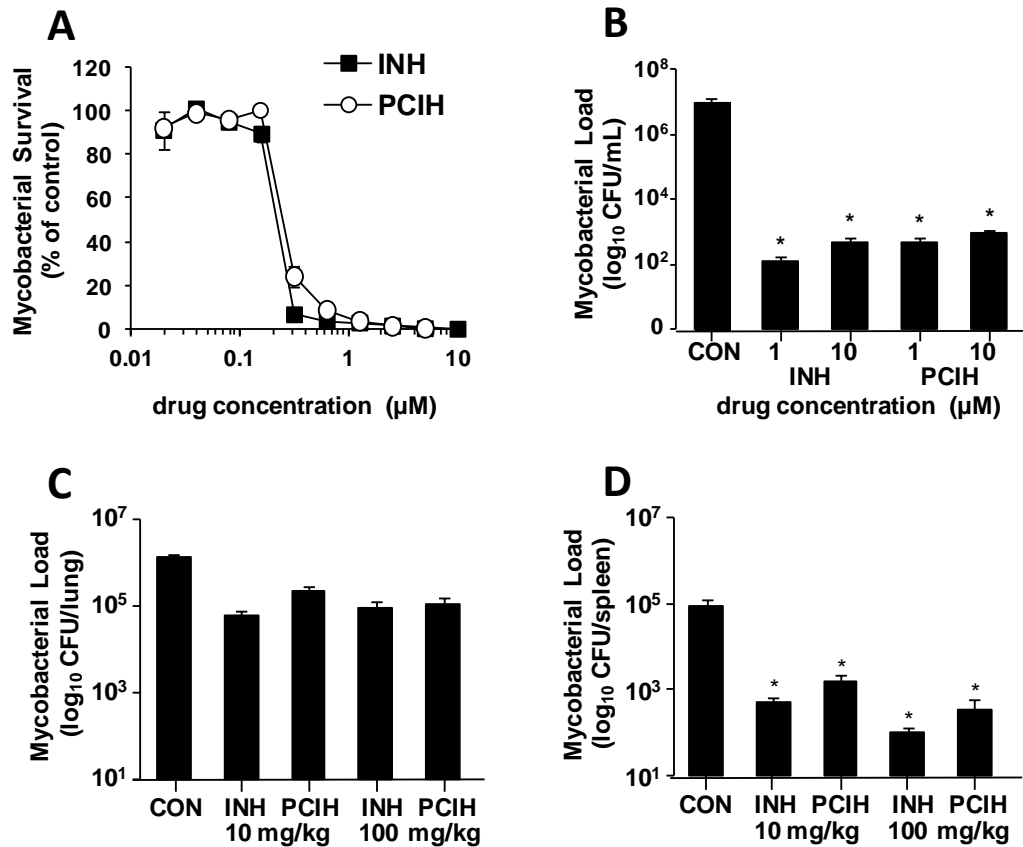 A
INH
PCIH
Mycobacterial Survival
(% of control)
120
100
80
60
40
20
0
0.01
0.1
1
10
drug concentration (µM)
B
Mycobacterial Load
(log10 CFU/mL)
10^8
10^6
10^4
10^2
0
*
*
*
*
CON
1
10
1
10
INH
PCIH
drug concentration (µM)
C
Mycobacterial Load
(log10 CFU/lung)
10^7
10^5
10^3
10^1
CON
INH
PCIH
INH
PCIH
10 mg/kg
100 mg/kg
D
Mycobacterial Load
(log10 CFU/spleen)
10^7
10^5
10^3
10^1
*
*
*
*
CON
INH
PCIH
INH
PCIH
10 mg/kg
100 mg/kg